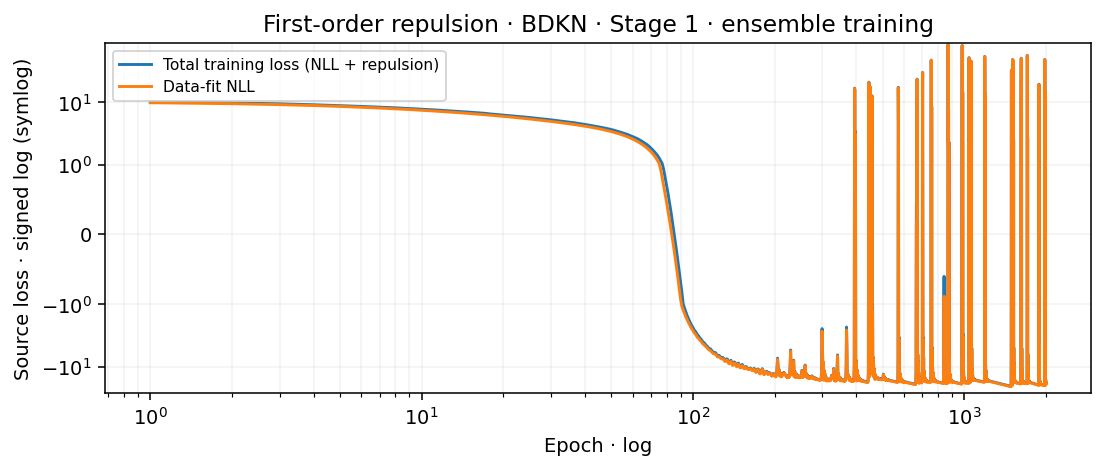 First-order repulsion · BDKN · Stage 1 · ensemble training
Source loss · signed log (symlog)
Total training loss (NLL + repulsion)
Data-fit NLL
10¹
10⁰
0
−10⁰
−10¹
10⁰ 10¹ 10² 10³
Epoch · log